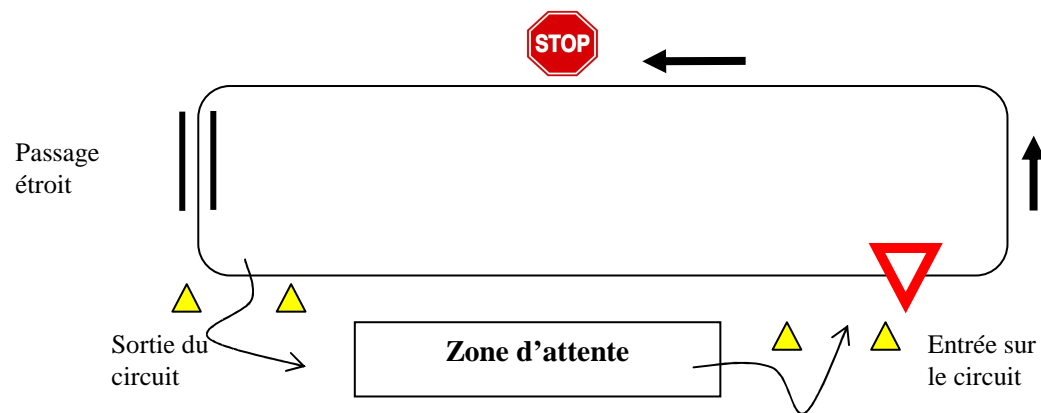 STOP
Passage
étroit
Sortie du
circuit
Zone d'attente
Entrée sur
le circuit